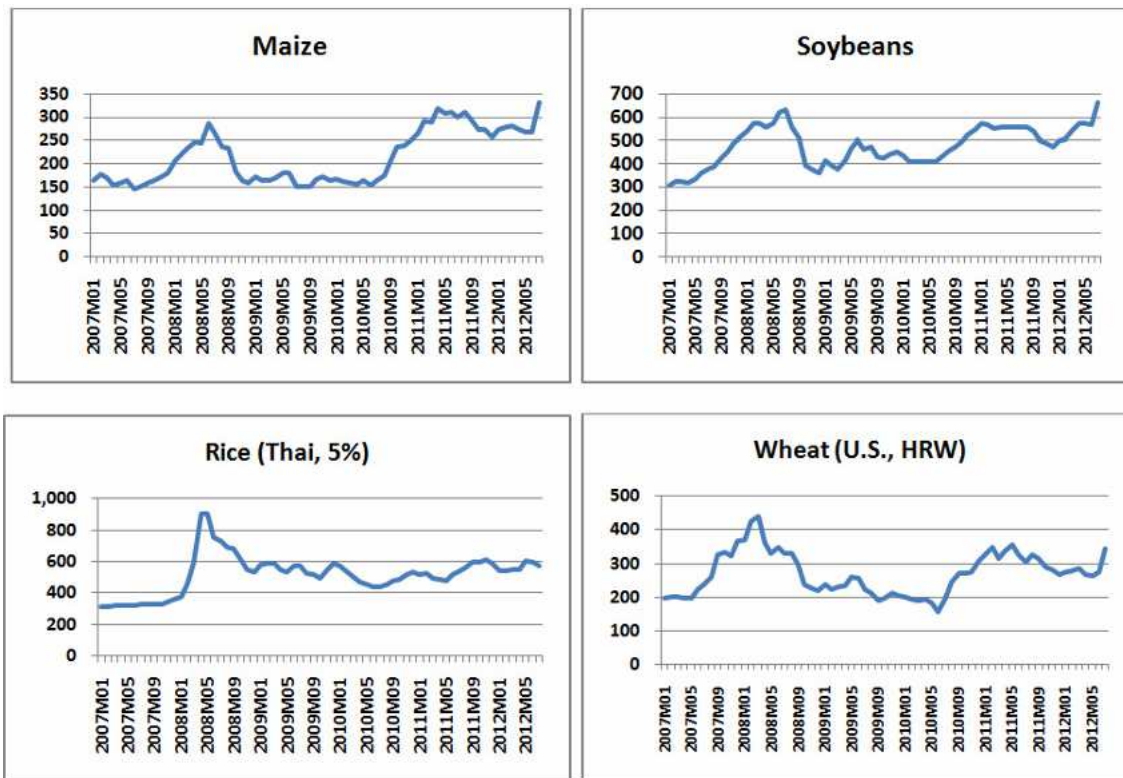 Maize
350
300
250
200
150
100
50
0
2007M01
2007M05
2007M09
2008M01
2008M05
2008M09
2009M01
2009M05
2009M09
2010M01
2010M05
2010M09
2011M01
2011M05
2011M09
2012M01
2012M05
Soybeans
700
600
500
400
300
200
100
0
2007M01
2007M05
2007M09
2008M01
2008M05
2008M09
2009M01
2009M05
2009M09
2010M01
2010M05
2010M09
2011M01
2011M05
2011M09
2012M01
2012M05
Rice (Thai, 5%)
1,000
800
600
400
200
0
2007M01
2007M05
2007M09
2008M01
2008M05
2008M09
2009M01
2009M05
2009M09
2010M01
2010M05
2010M09
2011M01
2011M05
2011M09
2012M01
2012M05
Wheat (U.S., HRW)
500
400
300
200
100
0
2007M01
2007M05
2007M09
2008M01
2008M05
2008M09
2009M01
2009M05
2009M09
2010M01
2010M05
2010M09
2011M01
2011M05
2011M09
2012M01
2012M05